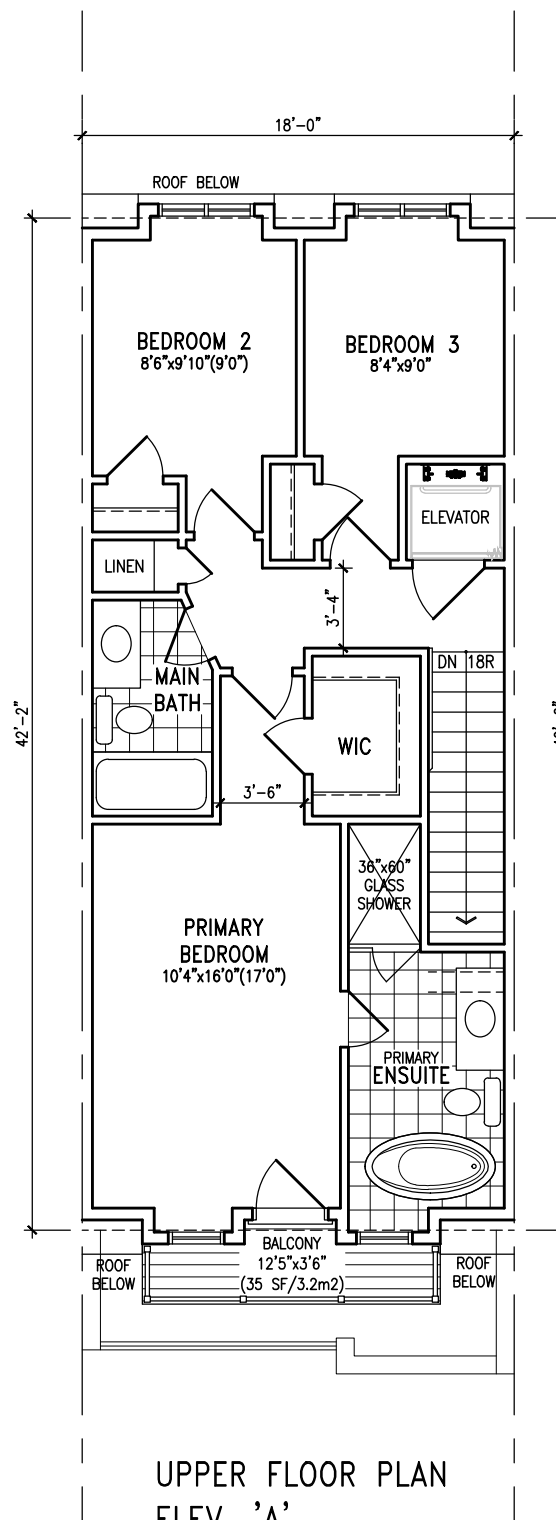 18'-0"
ROOF BELOW
BEDROOM 2
8'6"x9'10"(9'0")
BEDROOM 3
8'4"x9'0"
ELEVATOR
LINEN
3'-4"
DN 18R
MAIN
BATH
42'-2"
WIC
3'-6"
36"x60"
GLASS
SHOWER
PRIMARY
BEDROOM
10'4"x16'0"(17'0")
PRIMARY
ENSUITE
BALCONY
12'5"x3'6"
(35 SF/3.2m2)
ROOF
BELOW
ROOF
BELOW
UPPER FLOOR PLAN
ELEV. 'A'